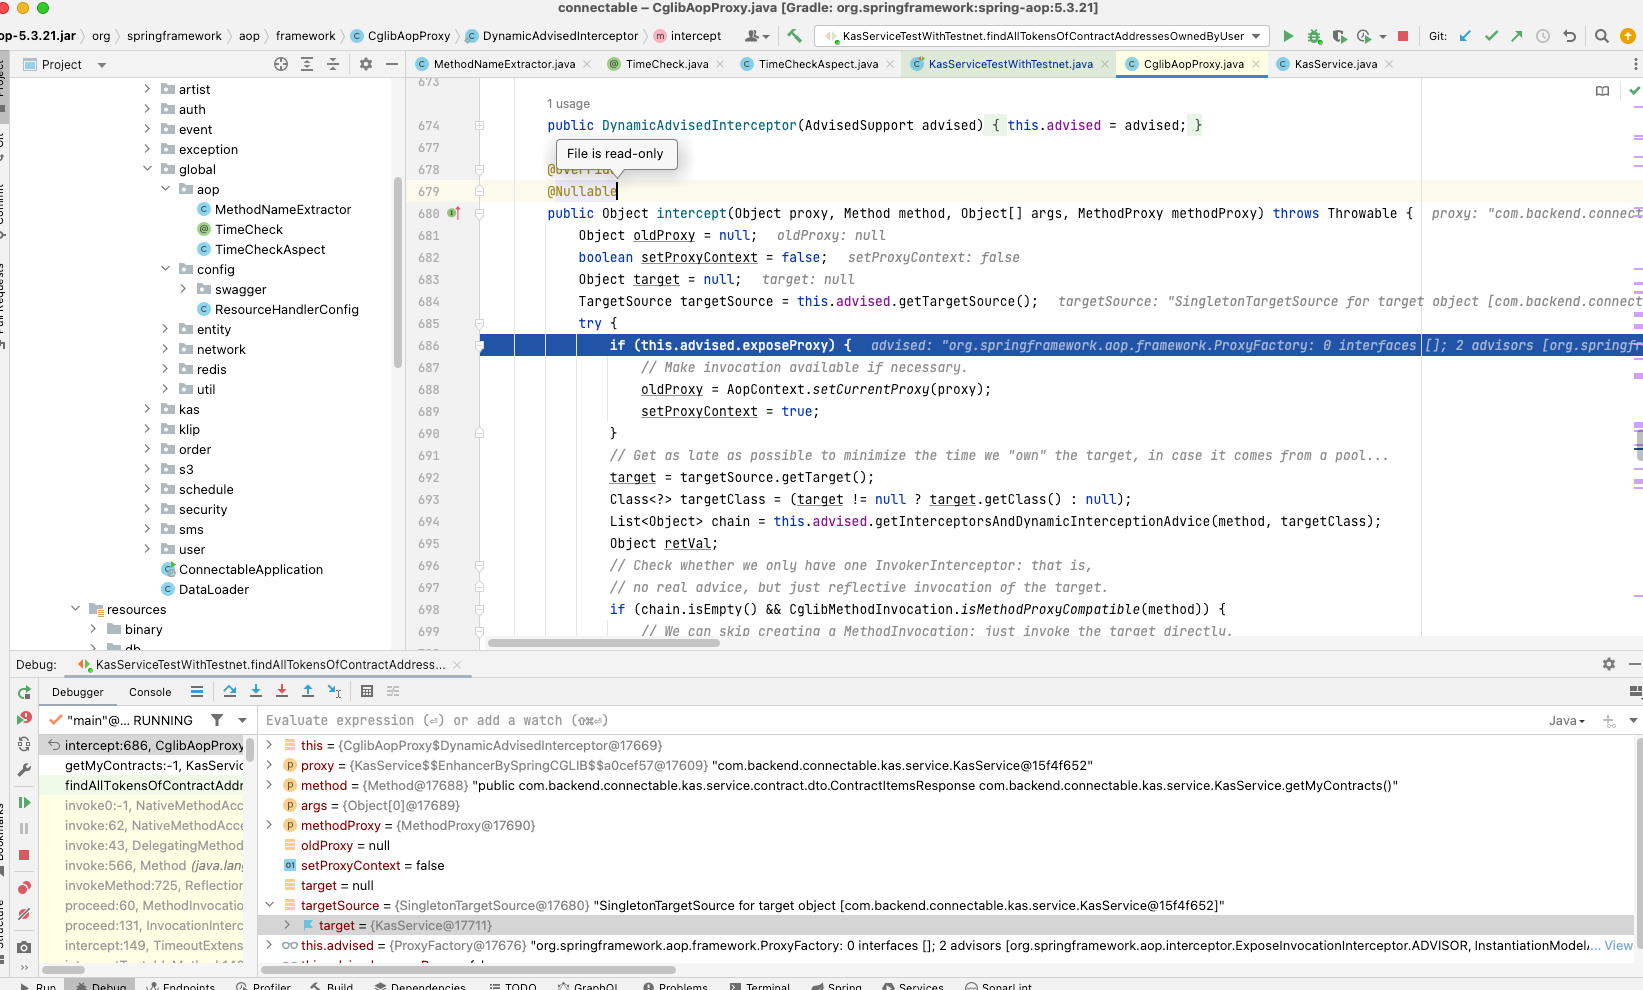 connectable – CglibAopProxy.java [Gradle: org.springframework:spring-aop:5.3.21]
op-5.3.21.jar org springframework aop framework CglibAopProxy DynamicAdvisedInterceptor intercept KasServiceTestWithTestnet.findAllTokensOfContractAddressesOwnedByUser Git:
Project MethodNameExtractor.java TimeCheck.java TimeCheckAspect.java KasServiceTestWithTestnet.java CglibAopProxy.java KasService.java
artist
auth
event
exception
global
aop
MethodNameExtractor
TimeCheck
TimeCheckAspect
config
swagger
ResourceHandlerConfig
entity
network
redis
util
kas
klip
order
s3
schedule
security
sms
user
ConnectableApplication
DataLoader
resources
binary
db
673
1 usage
674 public DynamicAdvisedInterceptor(AdvisedSupport advised) { this.advised = advised; }
677
File is read-only
678 @Override
679 @Nullable
680 public Object intercept(Object proxy, Method method, Object[] args, MethodProxy methodProxy) throws Throwable { proxy: "com.backend.connect
681 Object oldProxy = null; oldProxy: null
682 boolean setProxyContext = false; setProxyContext: false
683 Object target = null; target: null
684 TargetSource targetSource = this.advised.getTargetSource(); targetSource: "SingletonTargetSource for target object [com.backend.connect
685 try {
686 if (this.advised.exposeProxy) { advised: "org.springframework.aop.framework.ProxyFactory: 0 interfaces []; 2 advisors [org.springfr
687 // Make invocation available if necessary.
688 oldProxy = AopContext.setCurrentProxy(proxy);
689 setProxyContext = true;
690 }
691 // Get as late as possible to minimize the time we "own" the target, in case it comes from a pool...
692 target = targetSource.getTarget();
693 Class<?> targetClass = (target != null ? target.getClass() : null);
694 List<Object> chain = this.advised.getInterceptorsAndDynamicInterceptionAdvice(method, targetClass);
695 Object retVal;
696 // Check whether we only have one InvokerInterceptor: that is,
697 // no real advice, but just reflective invocation of the target.
698 if (chain.isEmpty() && CglibMethodInvocation.isMethodProxyCompatible(method)) {
699 // We can skip creating a MethodInvocation: just invoke the target directly.
Debug: KasServiceTestWithTestnet.findAllTokensOfContractAddress...
Debugger Console
"main"@... RUNNING
Evaluate expression (⏎) or add a watch (⇧⌘⏎) Java
intercept:686, CglibAopProxy
getMyContracts:-1, KasServic
findAllTokensOfContractAddr
invoke0:-1, NativeMethodAcc
invoke:62, NativeMethodAcce
invoke:43, DelegatingMethod
invoke:566, Method (java.lang
invokeMethod:725, Reflection
proceed:60, MethodInvocatio
proceed:131, InvocationInterc
intercept:149, TimeoutExtens
this = {CglibAopProxy$DynamicAdvisedInterceptor@17669}
proxy = {KasService$$EnhancerBySpringCGLIB$$a0cef57@17609} "com.backend.connectable.kas.service.KasService@15f4f652"
method = {Method@17688} "public com.backend.connectable.kas.service.contract.dto.ContractItemsResponse com.backend.connectable.kas.service.KasService.getMyContracts()"
args = {Object[0]@17689}
methodProxy = {MethodProxy@17690}
oldProxy = null
setProxyContext = false
target = null
targetSource = {SingletonTargetSource@17680} "SingletonTargetSource for target object [com.backend.connectable.kas.service.KasService@15f4f652]"
target = {KasService@17711}
this.advised = {ProxyFactory@17676} "org.springframework.aop.framework.ProxyFactory: 0 interfaces []; 2 advisors [org.springframework.aop.interceptor.ExposeInvocationInterceptor.ADVISOR, InstantiationModelA... View
Run Debug Endpoints Profiler Build Dependencies TODO GraphQL Problems Terminal Spring Services SonarLint